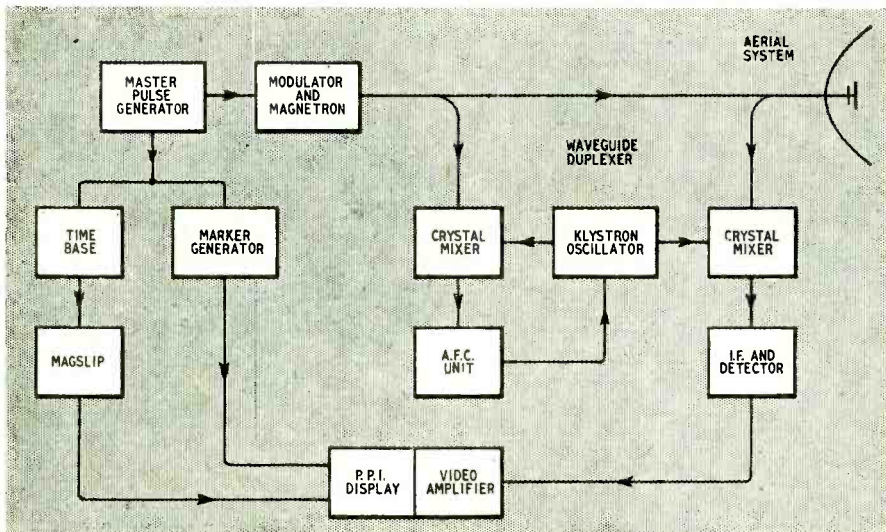 AERIAL
SYSTEM
MASTER
PULSE
GENERATOR
MODULATOR
AND
MAGNETRON
WAVEGUIDE
DUPLEXER
TIME
BASE
MARKER
GENERATOR
CRYSTAL
MIXER
KLYSTRON
OSCILLATOR
CRYSTAL
MIXER
MAGSLIP
A.F.C.
UNIT
I.F. AND
DETECTOR
P.P.I.
DISPLAY
VIDEO
AMPLIFIER